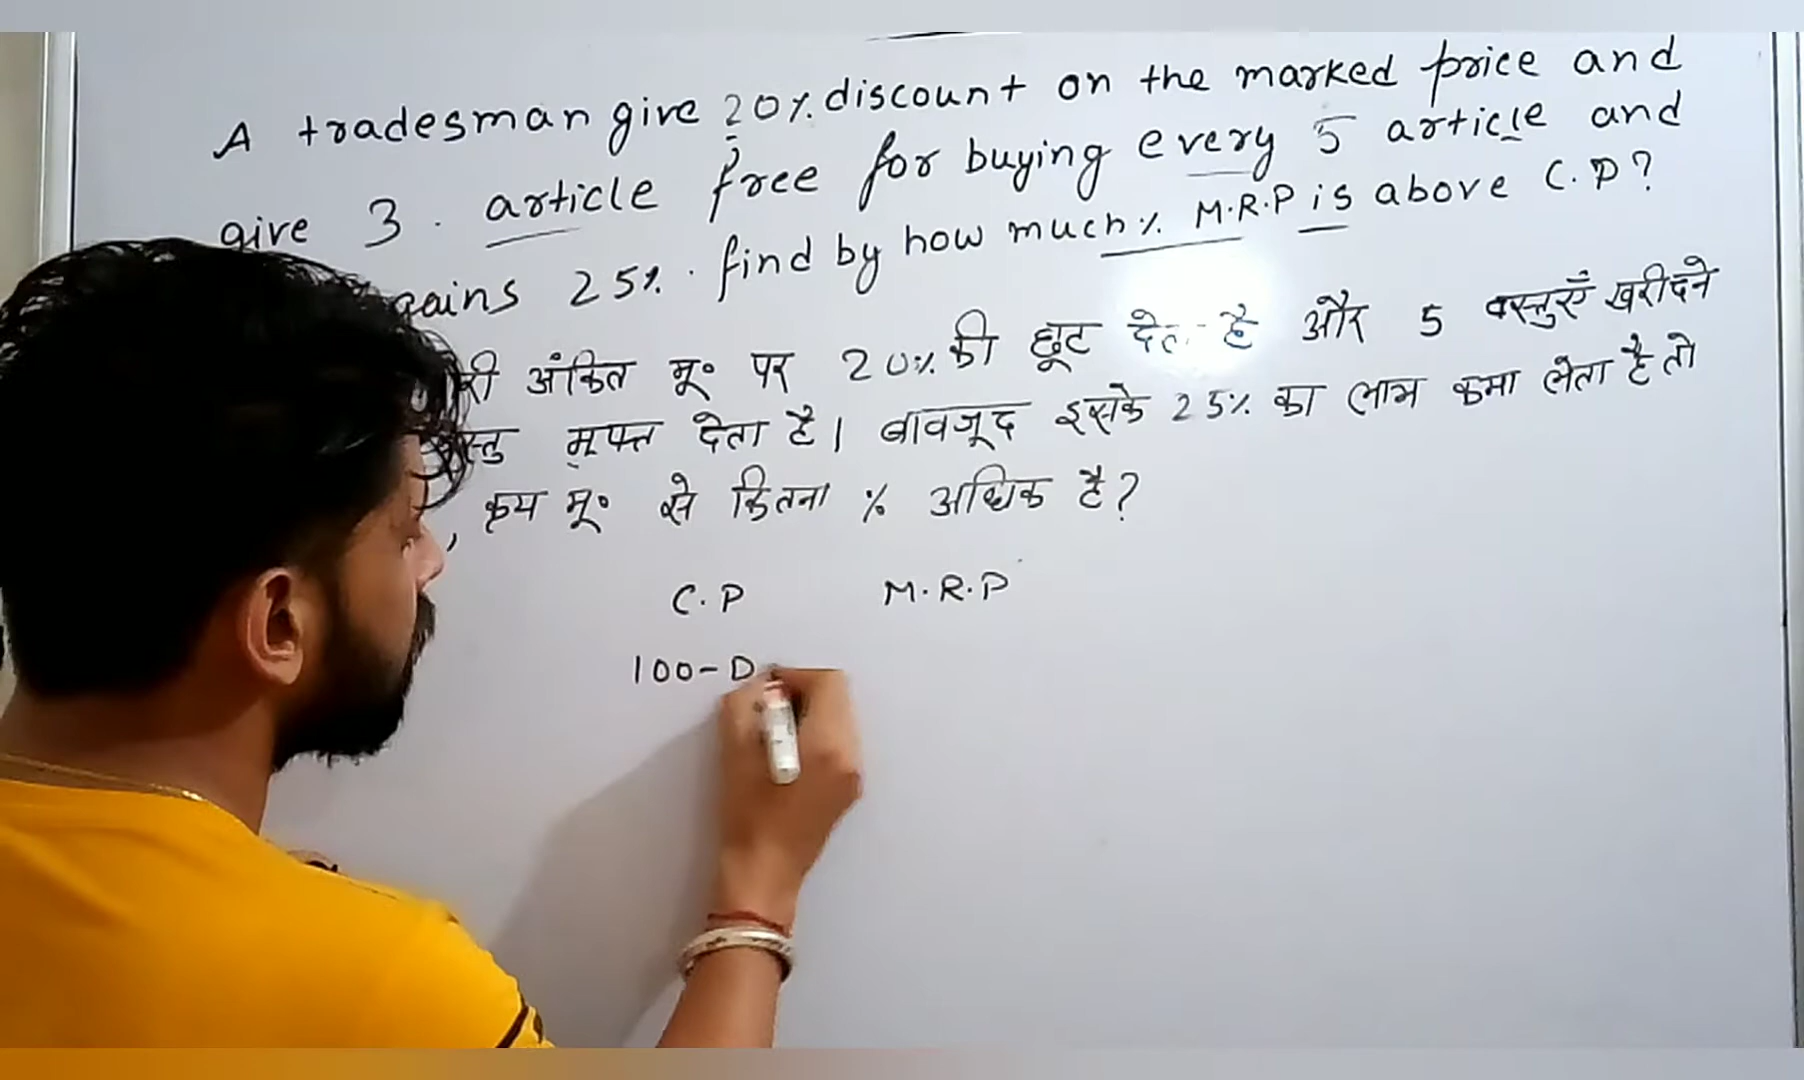 A tradesman give 20% discount on the marked price and
give 3. article free for buying every 5 article and
gains 25%. find by how much % M.R.P is above C.P?
अंकित मू॰ पर 20% की छूट देता है और 5 वस्तुएँ खरीदने
मुफ्त देता है। बावजूद इसके 25% का लाभ कमा लेता है तो
, क्रय मू॰ से कितना % अधिक है?
C.P M.R.P
100-D